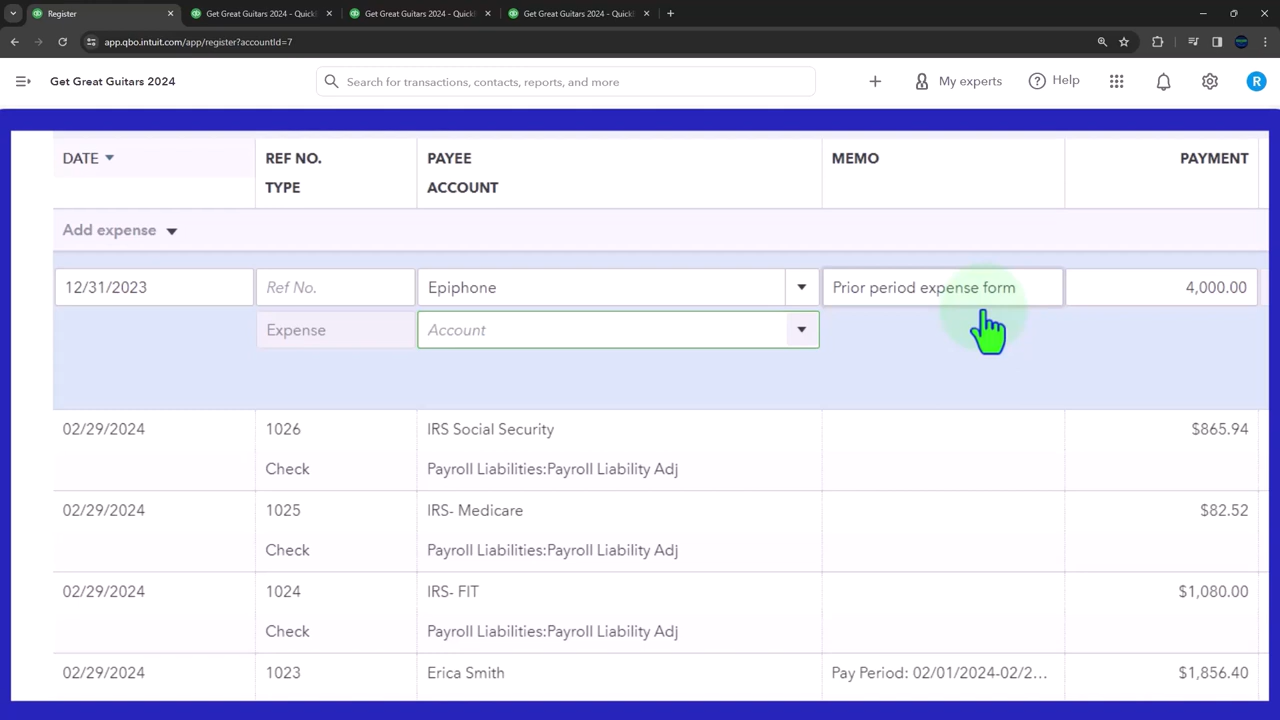 Register
Get Great Guitars 2024 - QuickB
Get Great Guitars 2024 - QuickB
Get Great Guitars 2024 - QuickB
app.qbo.intuit.com/app/register?accountId=7
Get Great Guitars 2024
Search for transactions, contacts, reports, and more
My experts
Help
R
DATE REF NO. PAYEE MEMO PAYMENT
TYPE ACCOUNT
Add expense
12/31/2023 Ref No. Epiphone Prior period expense form 4,000.00
Expense Account
02/29/2024 1026 IRS Social Security $865.94
Check Payroll Liabilities:Payroll Liability Adj
02/29/2024 1025 IRS- Medicare $82.52
Check Payroll Liabilities:Payroll Liability Adj
02/29/2024 1024 IRS- FIT $1,080.00
Check Payroll Liabilities:Payroll Liability Adj
02/29/2024 1023 Erica Smith Pay Period: 02/01/2024-02/2... $1,856.40